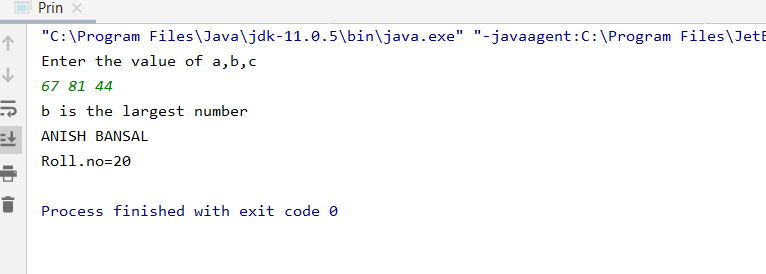 Prin
"C:\Program Files\Java\jdk-11.0.5\bin\java.exe" "-javaagent:C:\Program Files\JetB
Enter the value of a,b,c
67 81 44
b is the largest number
ANISH BANSAL
Roll.no=20
Process finished with exit code 0